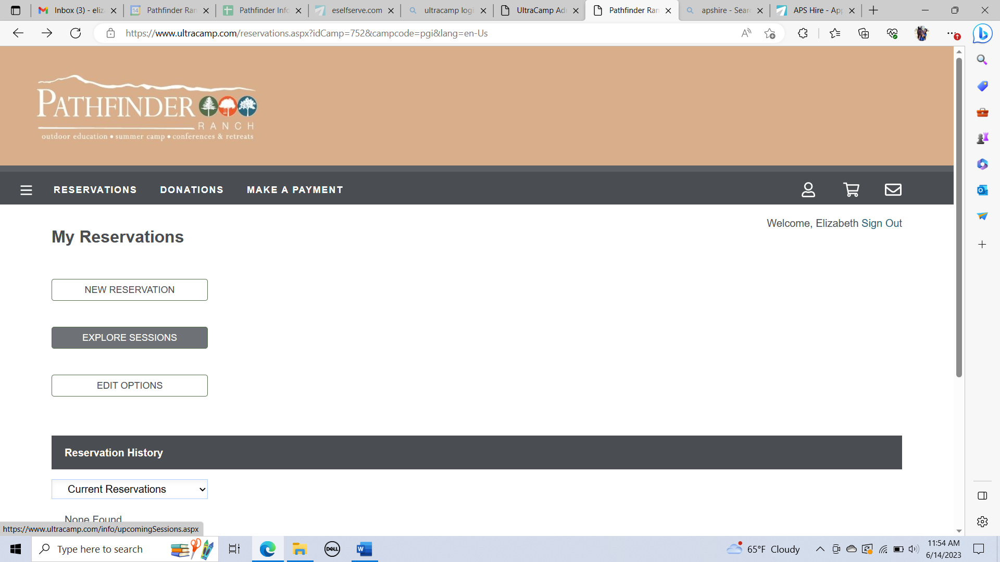 Inbox (3) - eliz
14
Pathfinder Ran
Pathfinder Info
eselfserve.com
ultracamp logi
UltraCamp Ad
Pathfinder Ran
apshire - Searc
APS Hire - App
https://www.ultracamp.com/reservations.aspx?idCamp=752&campcode=pgi&lang=en-Us
PATHFINDER
RANCH
outdoor education • summer camp • conferences & retreats
RESERVATIONS
DONATIONS
MAKE A PAYMENT
Welcome, Elizabeth Sign Out
My Reservations
NEW RESERVATION
EXPLORE SESSIONS
EDIT OPTIONS
Reservation History
Current Reservations
None Found
https://www.ultracamp.com/info/upcomingSessions.aspx
Type here to search
DELL
W
65°F Cloudy
11:54 AM
6/14/2023